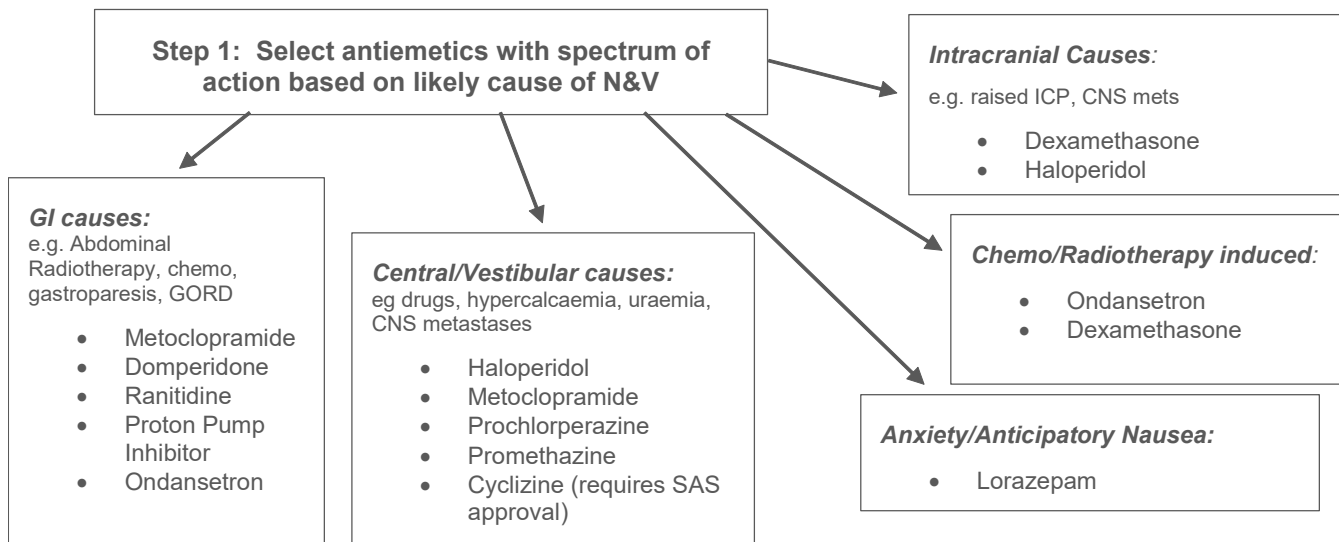 Step 1:  Select antiemetics with spectrum of
action based on likely cause of N&V
Intracranial Causes:
e.g. raised ICP, CNS mets
• Dexamethasone
• Haloperidol
GI causes:
e.g. Abdominal
Radiotherapy, chemo,
gastroparesis, GORD
• Metoclopramide
• Domperidone
• Ranitidine
• Proton Pump
Inhibitor
• Ondansetron
Central/Vestibular causes:
eg drugs, hypercalcaemia, uraemia,
CNS metastases
• Haloperidol
• Metoclopramide
• Prochlorperazine
• Promethazine
• Cyclizine (requires SAS
approval)
Chemo/Radiotherapy induced:
• Ondansetron
• Dexamethasone
Anxiety/Anticipatory Nausea:
• Lorazepam